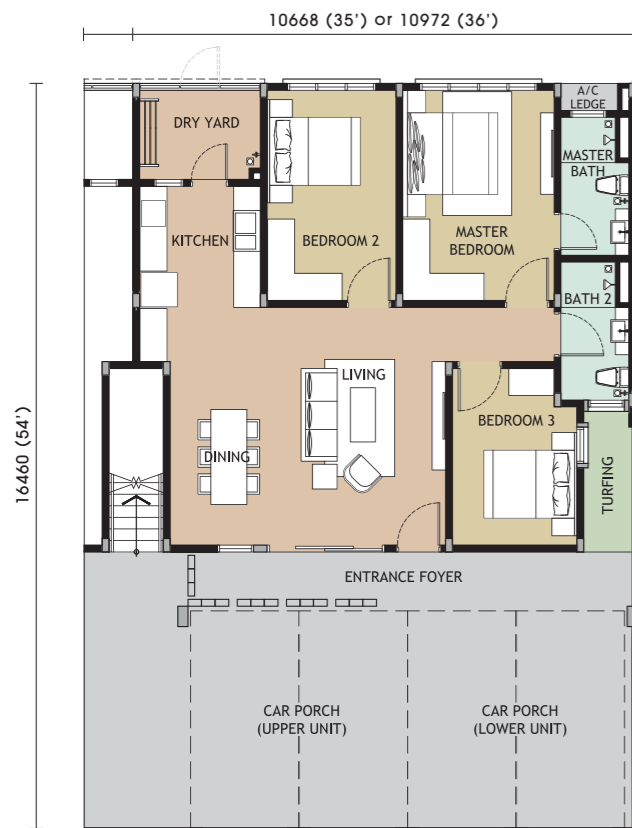 10668 (35’) or 10972 (36’)
A/C
LEDGE
DRY YARD
MASTER
BATH
KITCHEN
BEDROOM 2
MASTER
BEDROOM
BATH 2
LIVING
16460 (54’)
BEDROOM 3
DINING
TURFING
ENTRANCE FOYER
CAR PORCH
(UPPER UNIT)
CAR PORCH
(LOWER UNIT)